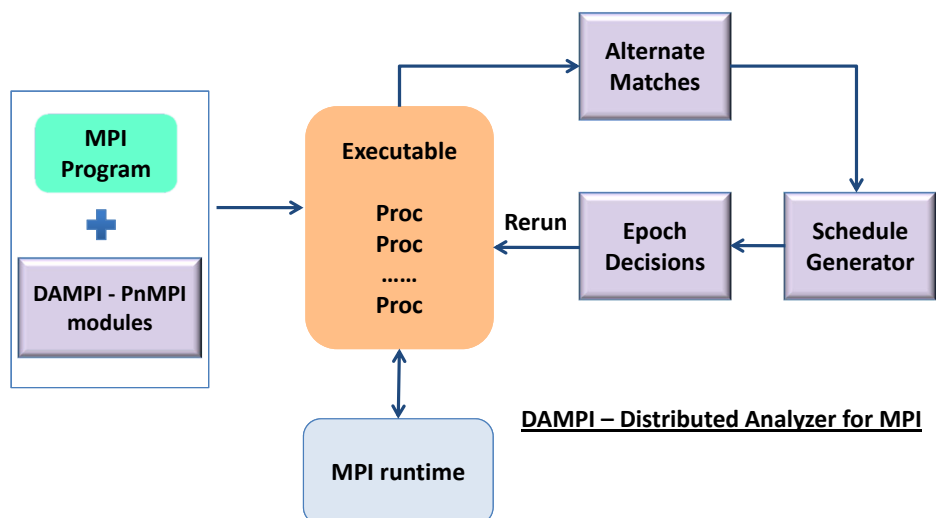 Alternate
Matches
MPI
Program
DAMPI - PnMPI
modules
Executable
Proc
Proc
……
Proc
Rerun
Epoch
Decisions
Schedule
Generator
MPI runtime
DAMPI – Distributed Analyzer for MPI